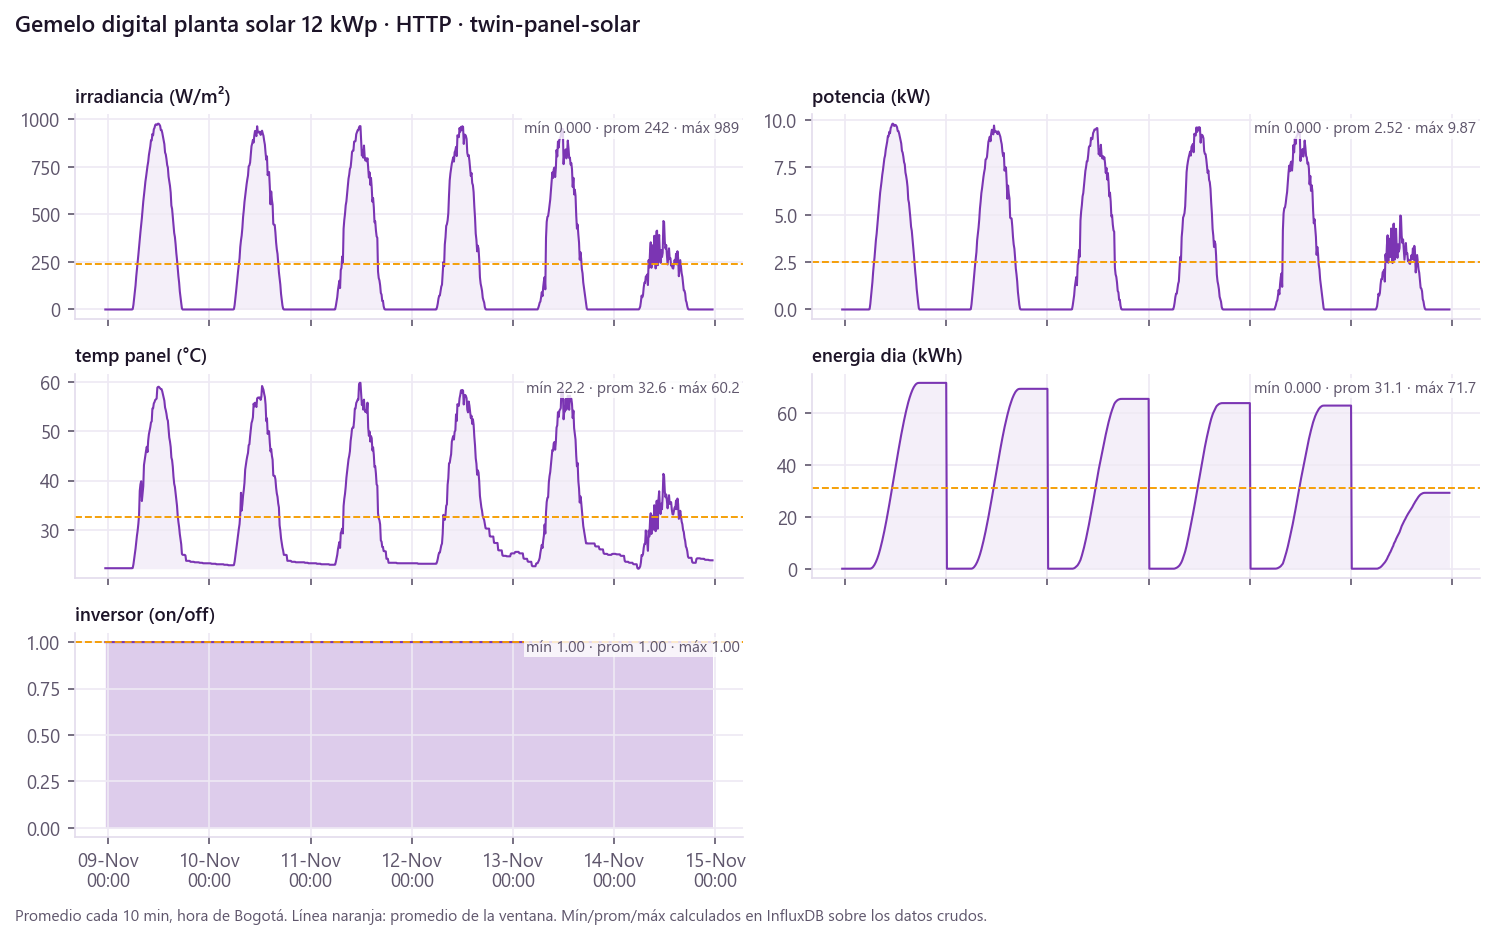 Gemelo digital planta solar 12 kWp · HTTP · twin-panel-solar
irradiancia (W/m²)
mín 0.000 · prom 242 · máx 989
1000
750
500
250
0
potencia (kW)
mín 0.000 · prom 2.52 · máx 9.87
10.0
7.5
5.0
2.5
0.0
temp panel (°C)
mín 22.2 · prom 32.6 · máx 60.2
60
50
40
30
energia dia (kWh)
mín 0.000 · prom 31.1 · máx 71.7
60
40
20
0
inversor (on/off)
mín 1.00 · prom 1.00 · máx 1.00
1.00
0.75
0.50
0.25
0.00
09-Nov 10-Nov 11-Nov 12-Nov 13-Nov 14-Nov 15-Nov
00:00 00:00 00:00 00:00 00:00 00:00 00:00
Promedio cada 10 min, hora de Bogotá. Línea naranja: promedio de la ventana. Mín/prom/máx calculados en InfluxDB sobre los datos crudos.